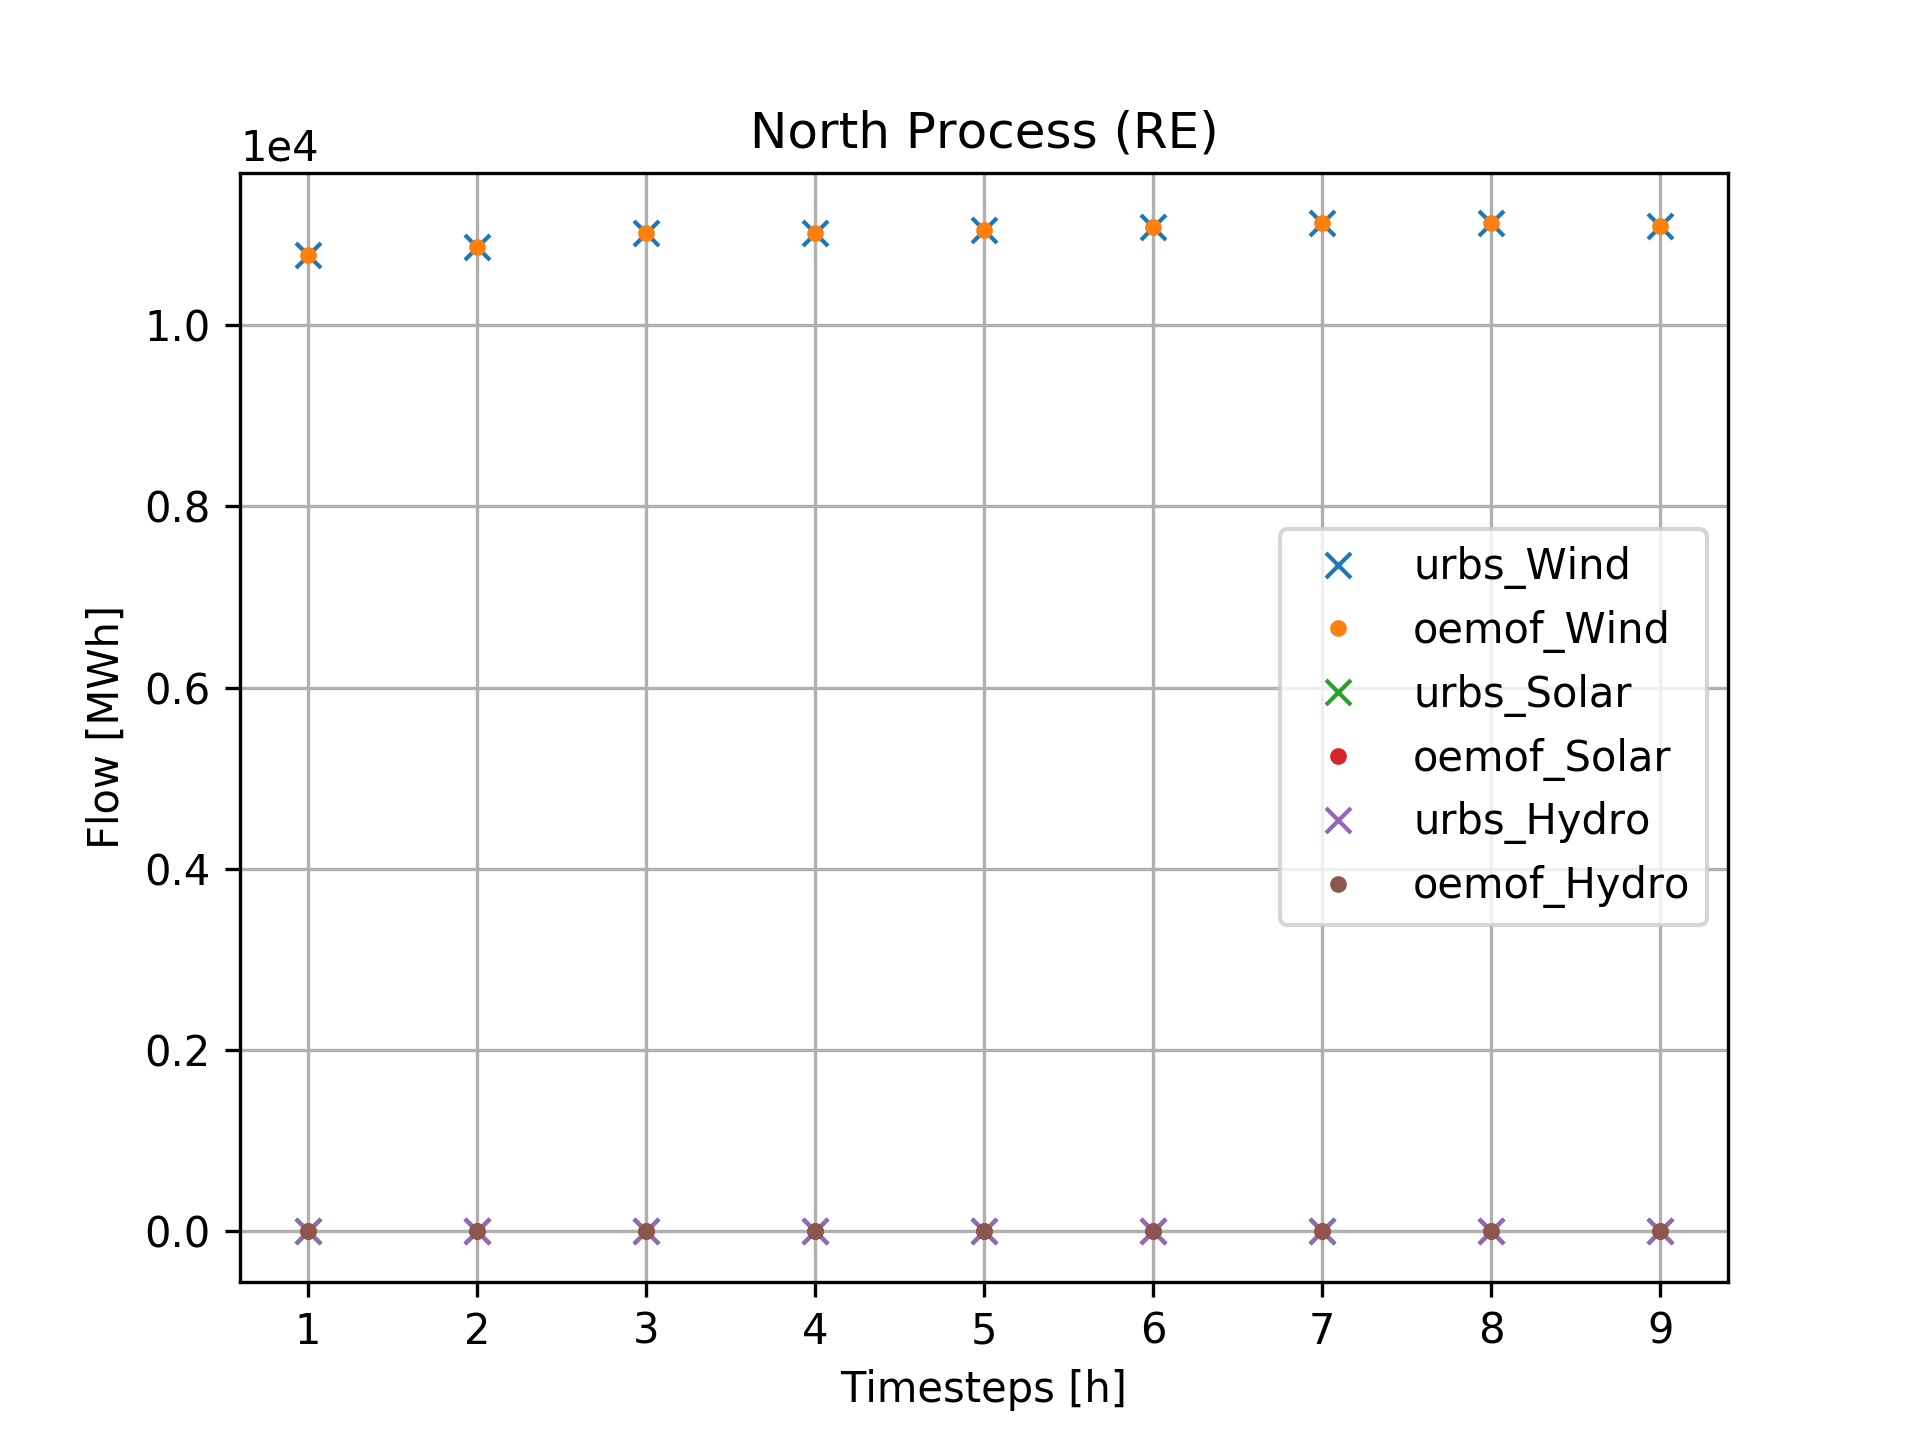 North Process (RE)
1e4
1.0
0.8
0.6
0.4
0.2
0.0
Flow [MWh]
urbs_Wind
oemof_Wind
urbs_Solar
oemof_Solar
urbs_Hydro
oemof_Hydro
1 2 3 4 5 6 7 8 9
Timesteps [h]